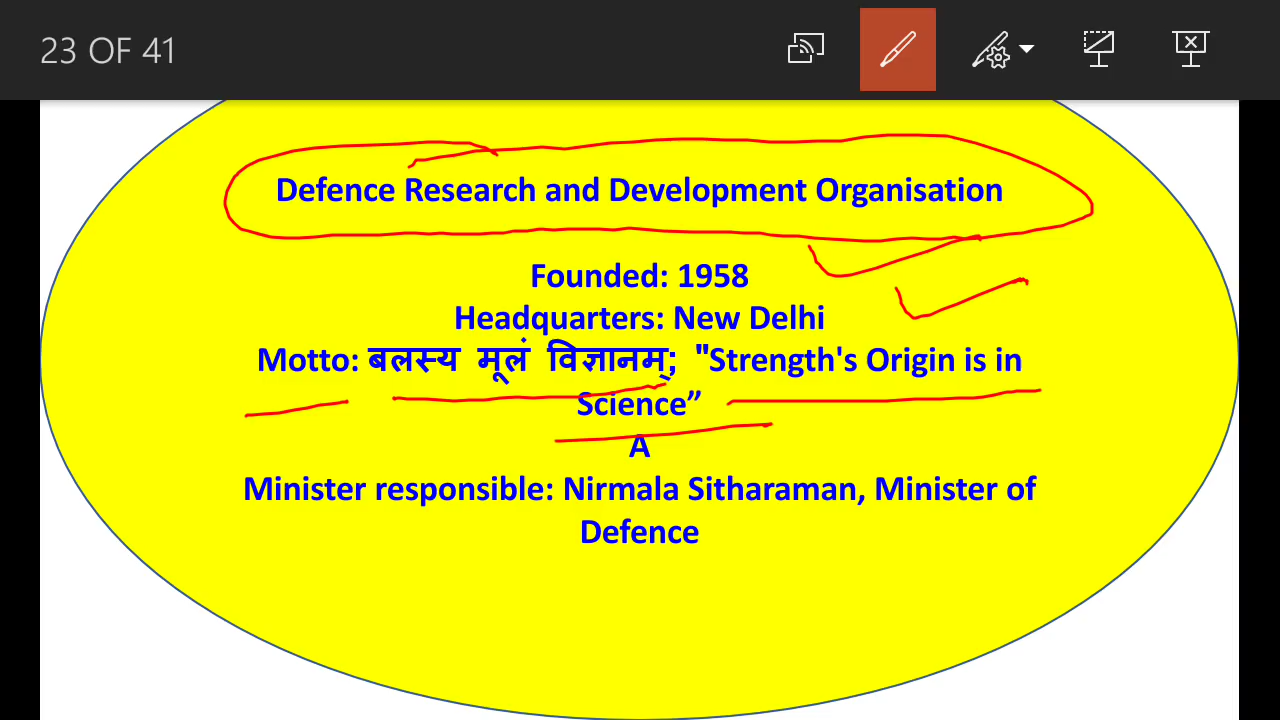 23 OF 41
Defence Research and Development Organisation
Founded: 1958
Headquarters: New Delhi
Motto: बलस्य मूलं विज्ञानम्; "Strength's Origin is in
Science”
A
Minister responsible: Nirmala Sitharaman, Minister of
Defence